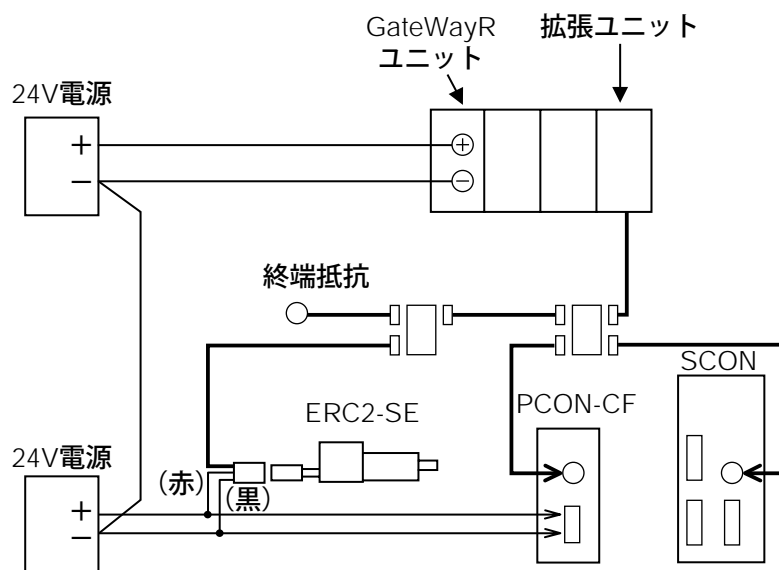 GateWayR
ユニット
拡張ユニット
24V電源
+
−
+
−
終端抵抗
SCON
ERC2-SE
PCON-CF
24V電源
(赤)
(黒)
+
−